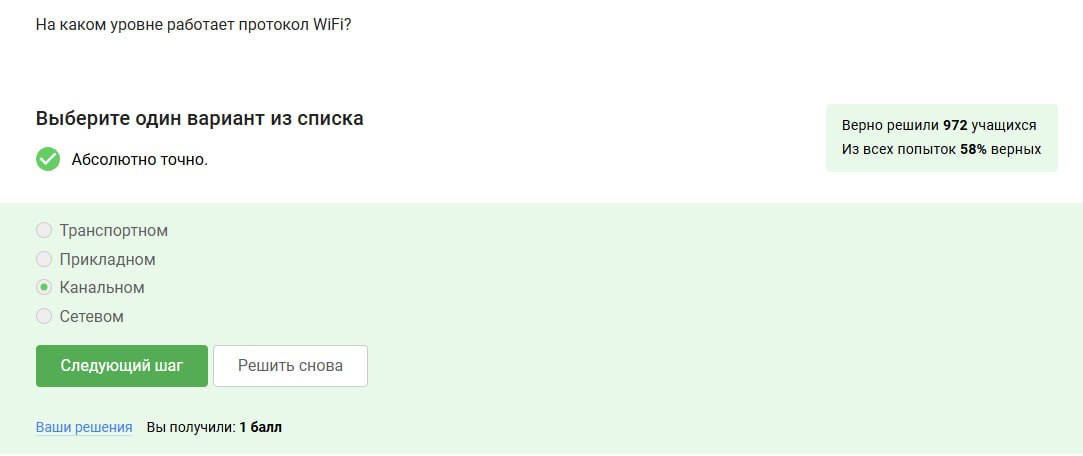 На каком уровне работает протокол WiFi?
Выберите один вариант из списка
Верно решили 972 учащихся
Из всех попыток 58% верных
Абсолютно точно.
Транспортном
Прикладном
Канальном
Сетевом
Следующий шаг
Решить снова
Ваши решения Вы получили: 1 балл